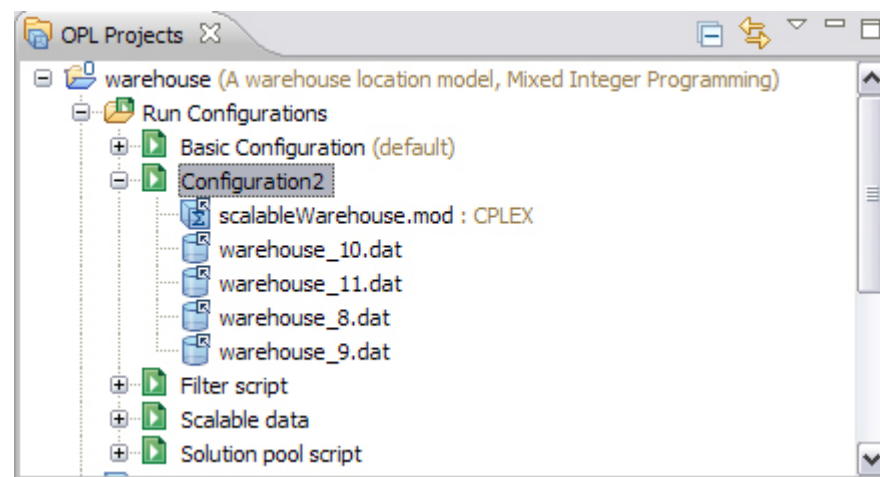 OPL Projects
warehouse (A warehouse location model, Mixed Integer Programming)
Run Configurations
Basic Configuration (default)
Configuration2
scalableWarehouse.mod : CPLEX
warehouse_10.dat
warehouse_11.dat
warehouse_8.dat
warehouse_9.dat
Filter script
Scalable data
Solution pool script